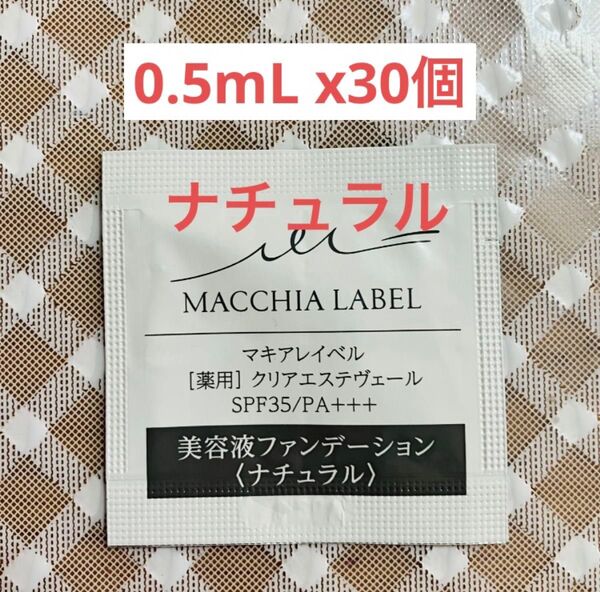 0.5mL x30個
ナチュラル
MACCHIA LABEL
マキアレイベル
[薬用] クリアエステヴェール
SPF35/PA+++
美容液ファンデーション
〈ナチュラル〉